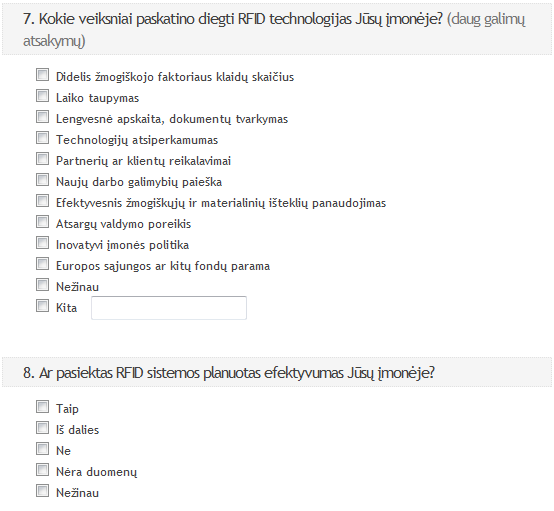 7. Kokie veiksniai paskatino diegti RFID technologijas Jūsų įmonėje? (daug galimų
atsakymų)
Didelis žmogiškojo faktoriaus klaidų skaičius
Laiko taupymas
Lengvesnė apskaita, dokumentų tvarkymas
Technologijų atsiperkamumas
Partnerių ar klientų reikalavimai
Naujų darbo galimybių paieška
Efektyvesnis žmogiškųjų ir materialinių išteklių panaudojimas
Atsargų valdymo poreikis
Inovatyvi įmonės politika
Europos sąjungos ar kitų fondų parama
Nežinau
Kita
8. Ar pasiektas RFID sistemos planuotas efektyvumas Jūsų įmonėje?
Taip
Iš dalies
Ne
Nėra duomenų
Nežinau